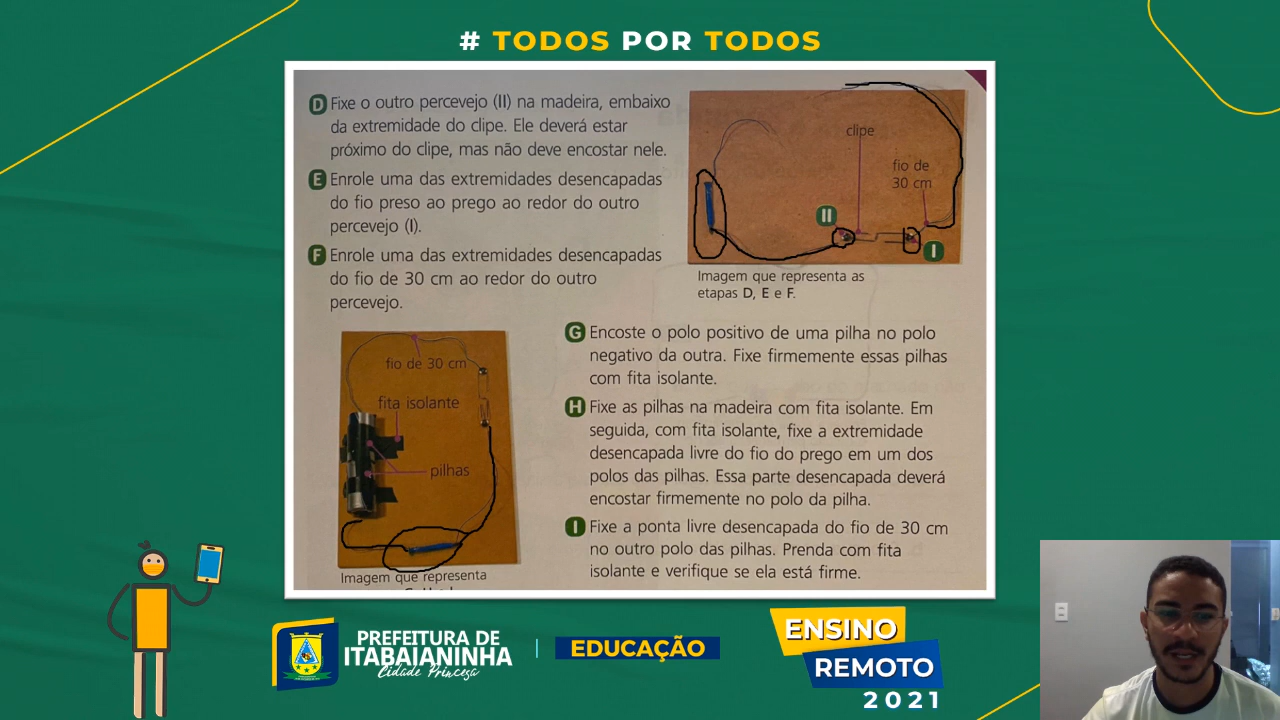 # TODOS POR TODOS
D Fixe o outro percevejo (II) na madeira, embaixo
da extremidade do clipe. Ele deverá estar
próximo do clipe, mas não deve encostar nele.
E Enrole uma das extremidades desencapadas
do fio preso ao prego ao redor do outro
percevejo (I).
F Enrole uma das extremidades desencapadas
do fio de 30 cm ao redor do outro
percevejo.
clipe
fio de
30 cm
II
I
Imagem que representa as
etapas D, E e F.
fio de 30 cm
fita isolante
pilhas
Imagem que representa
G Encoste o polo positivo de uma pilha no polo
negativo da outra. Fixe firmemente essas pilhas
com fita isolante.
H Fixe as pilhas na madeira com fita isolante. Em
seguida, com fita isolante, fixe a extremidade
desencapada livre do fio do prego em um dos
polos das pilhas. Essa parte desencapada deverá
encostar firmemente no polo da pilha.
I Fixe a ponta livre desencapada do fio de 30 cm
no outro polo das pilhas. Prenda com fita
isolante e verifique se ela está firme.
PREFEITURA DE
ITABAIANINHA
Cidade Princesa
EDUCAÇÃO
ENSINO
REMOTO
2021